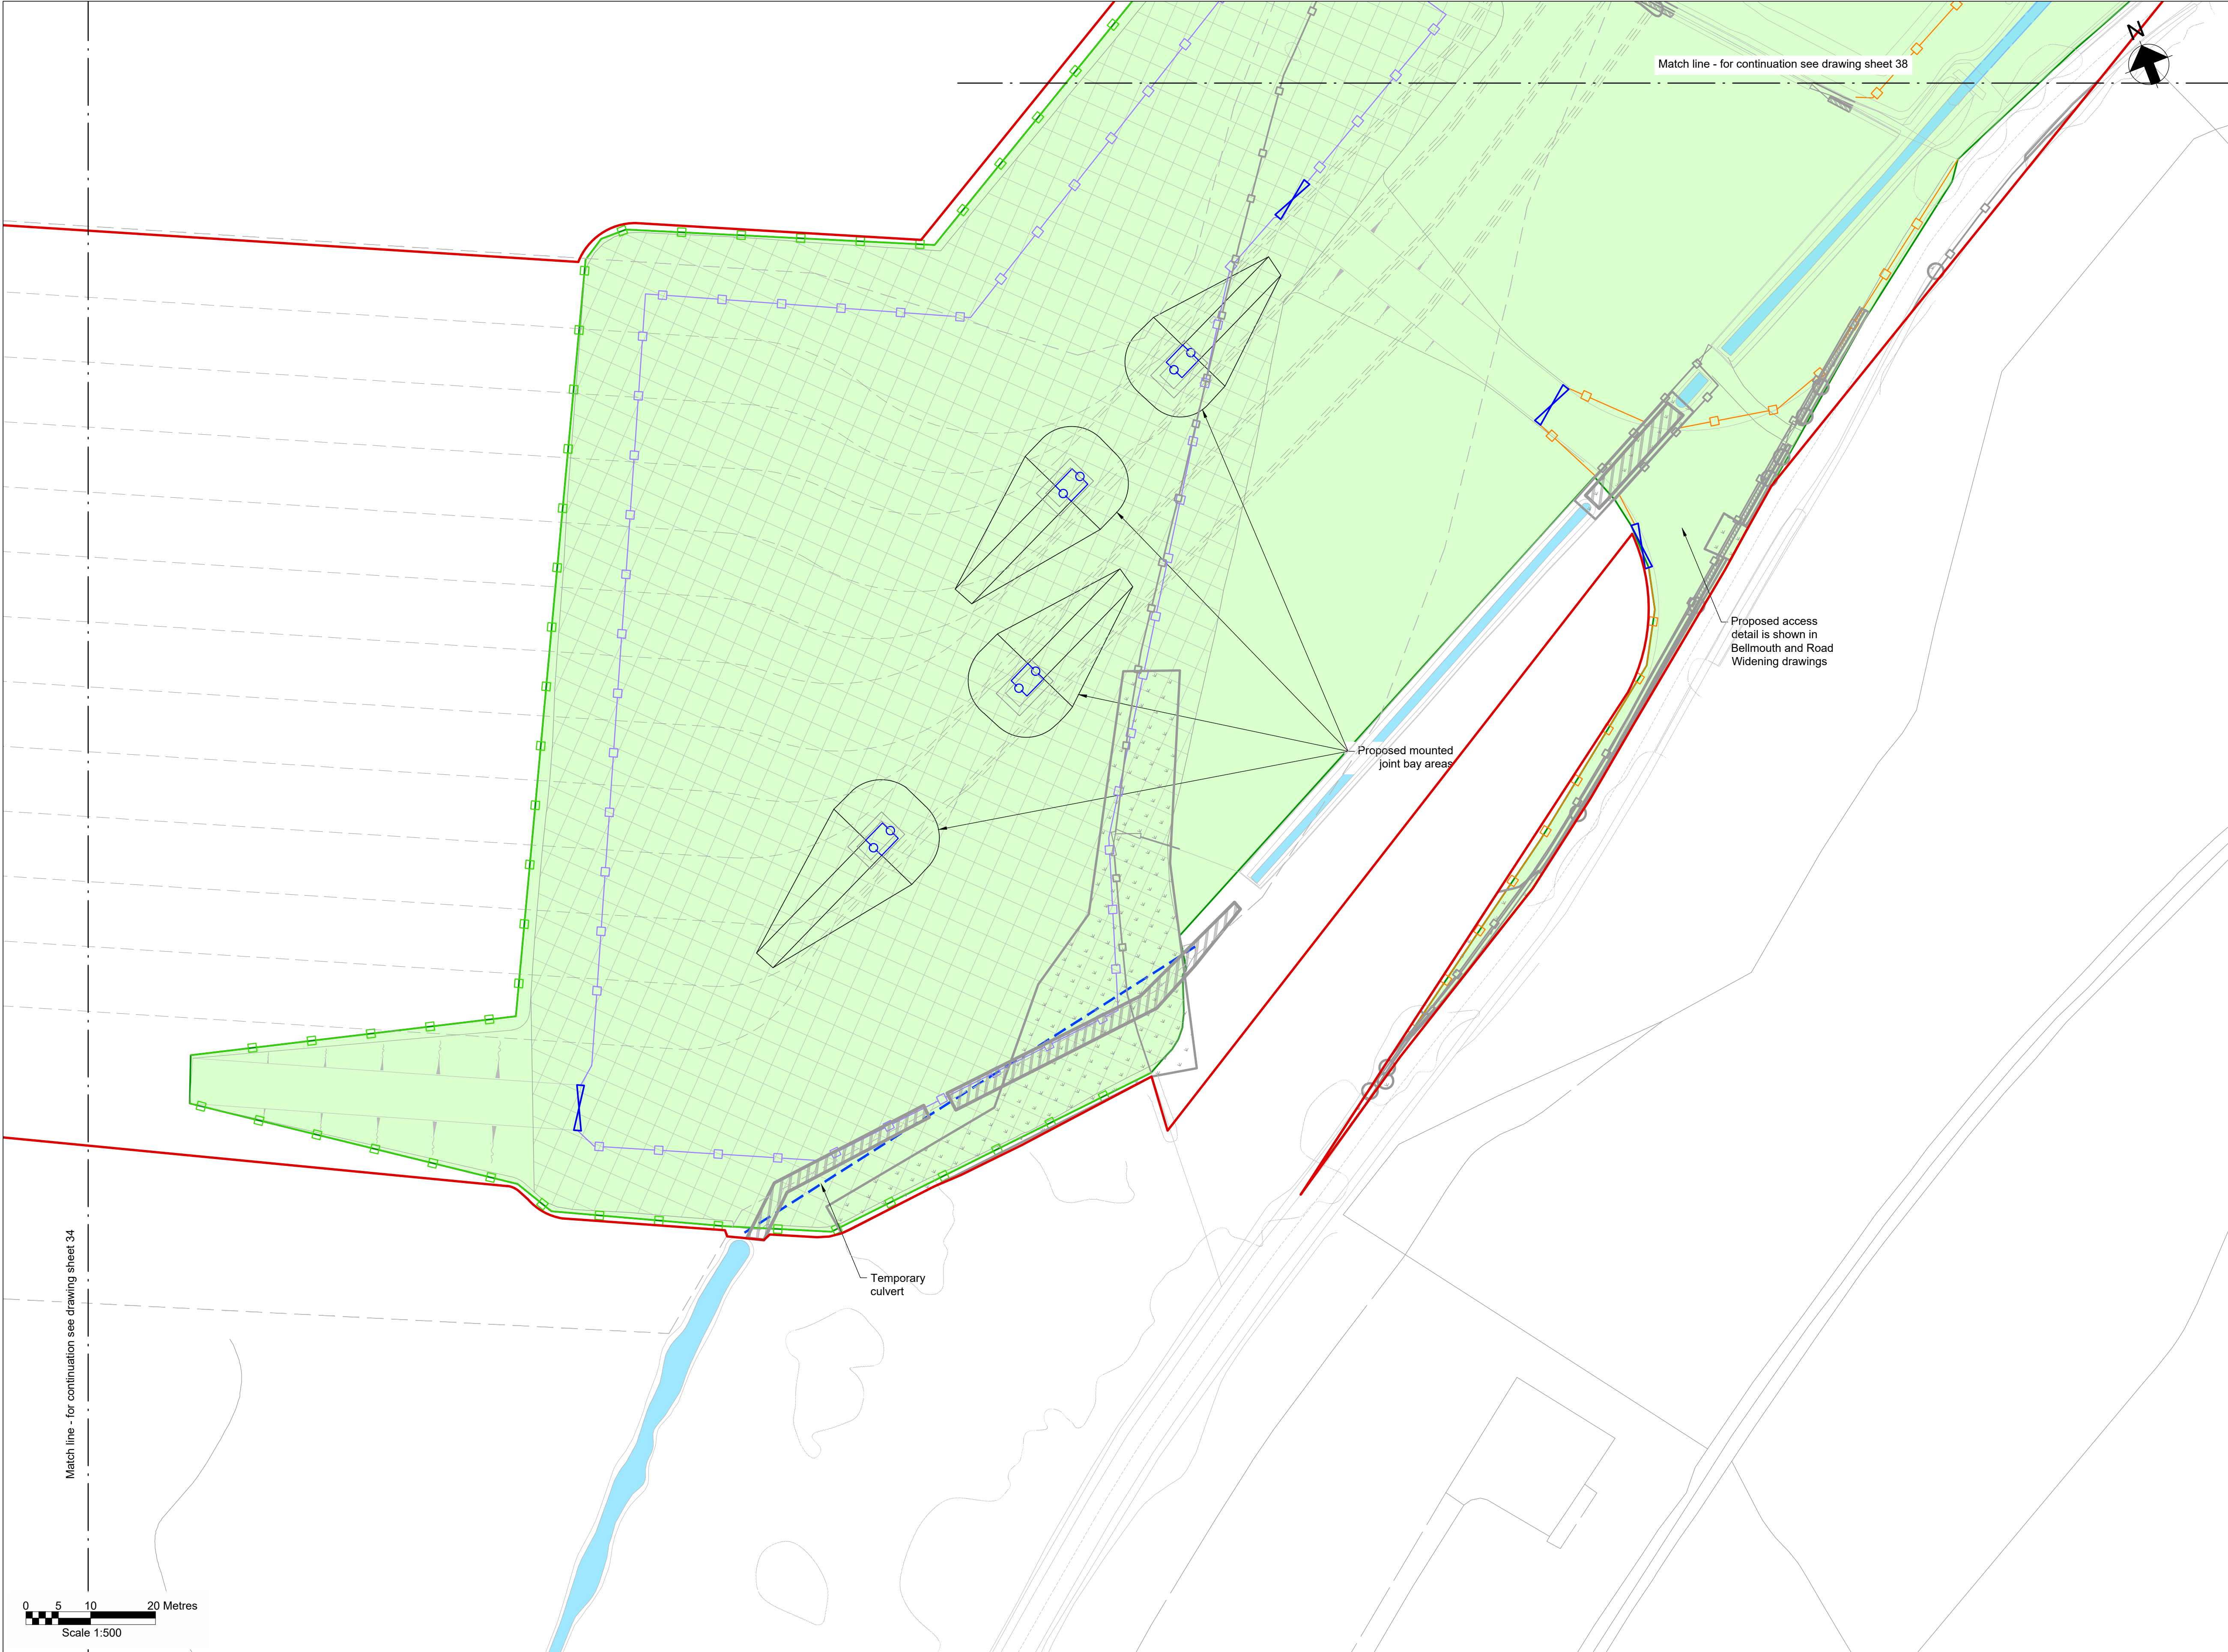 N
Match line - for continuation see drawing sheet 38
Proposed access
detail is shown in
Bellmouth and Road
Widening drawings
Proposed mounted
joint bay areas
Temporary
culvert
Match line - for continuation see drawing sheet 34
0 5 10 20 Metres
Scale 1:500